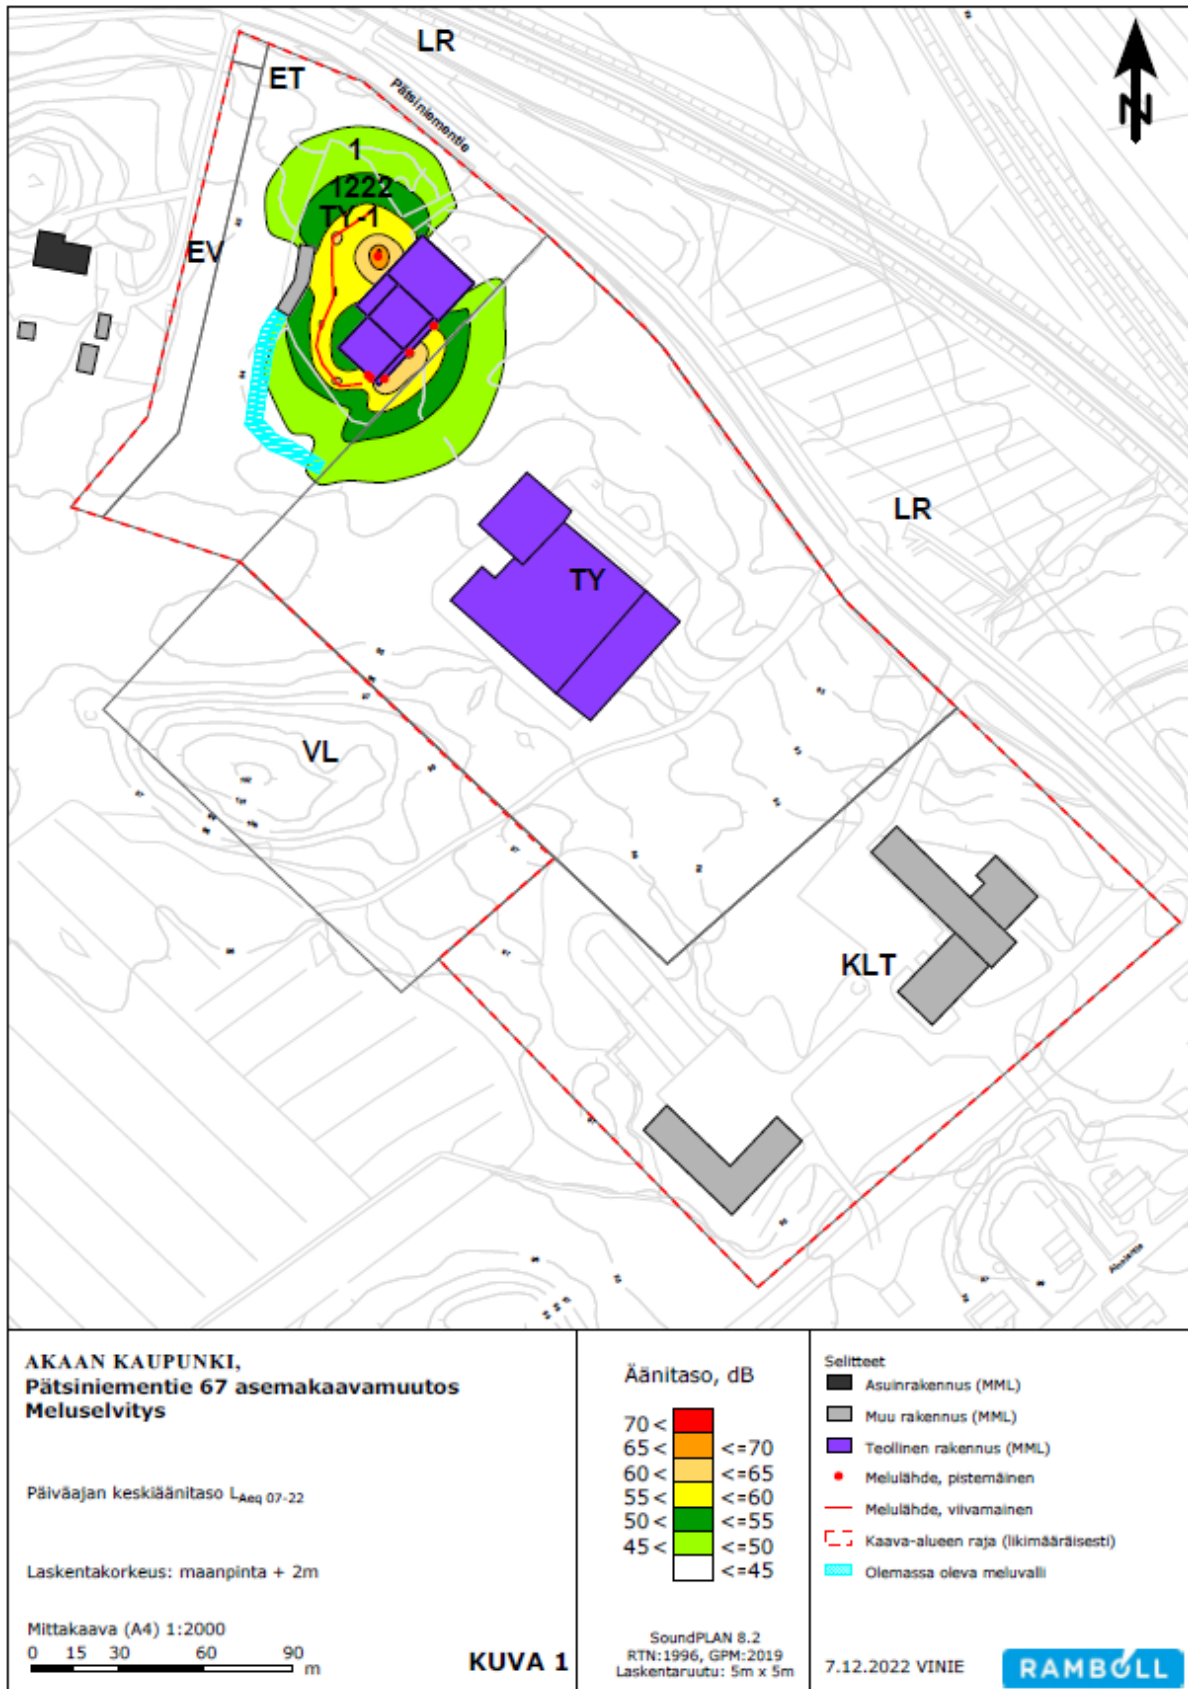 LR
ET
Pätsiniementie
N
1
1222
TY-1
EV
LR
TY
VL
KLT
AKAAN KAUPUNKI,
Pätsiniementie 67 asemakaavamuutos
Meluselvitys
Päiväajan keskiäänitaso LAeq 07-22
Laskentakorkeus: maanpinta + 2m
Mittakaava (A4) 1:2000
0 15 30 60 90
m
KUVA 1
Äänitaso, dB
70 <
65 < <=70
60 < <=65
55 < <=60
50 < <=55
45 < <=50
<=45
SoundPLAN 8.2
RTN:1996, GPM:2019
Laskentaruutu: 5m x 5m
Selitteet
Asuinrakennus (MML)
Muu rakennus (MML)
Teollinen rakennus (MML)
Melulähde, pistemäinen
Melulähde, viivamainen
Kaava-alueen raja (likimääräisesti)
Olemassa oleva meluvalli
7.12.2022 VINIE
RAMBOLL